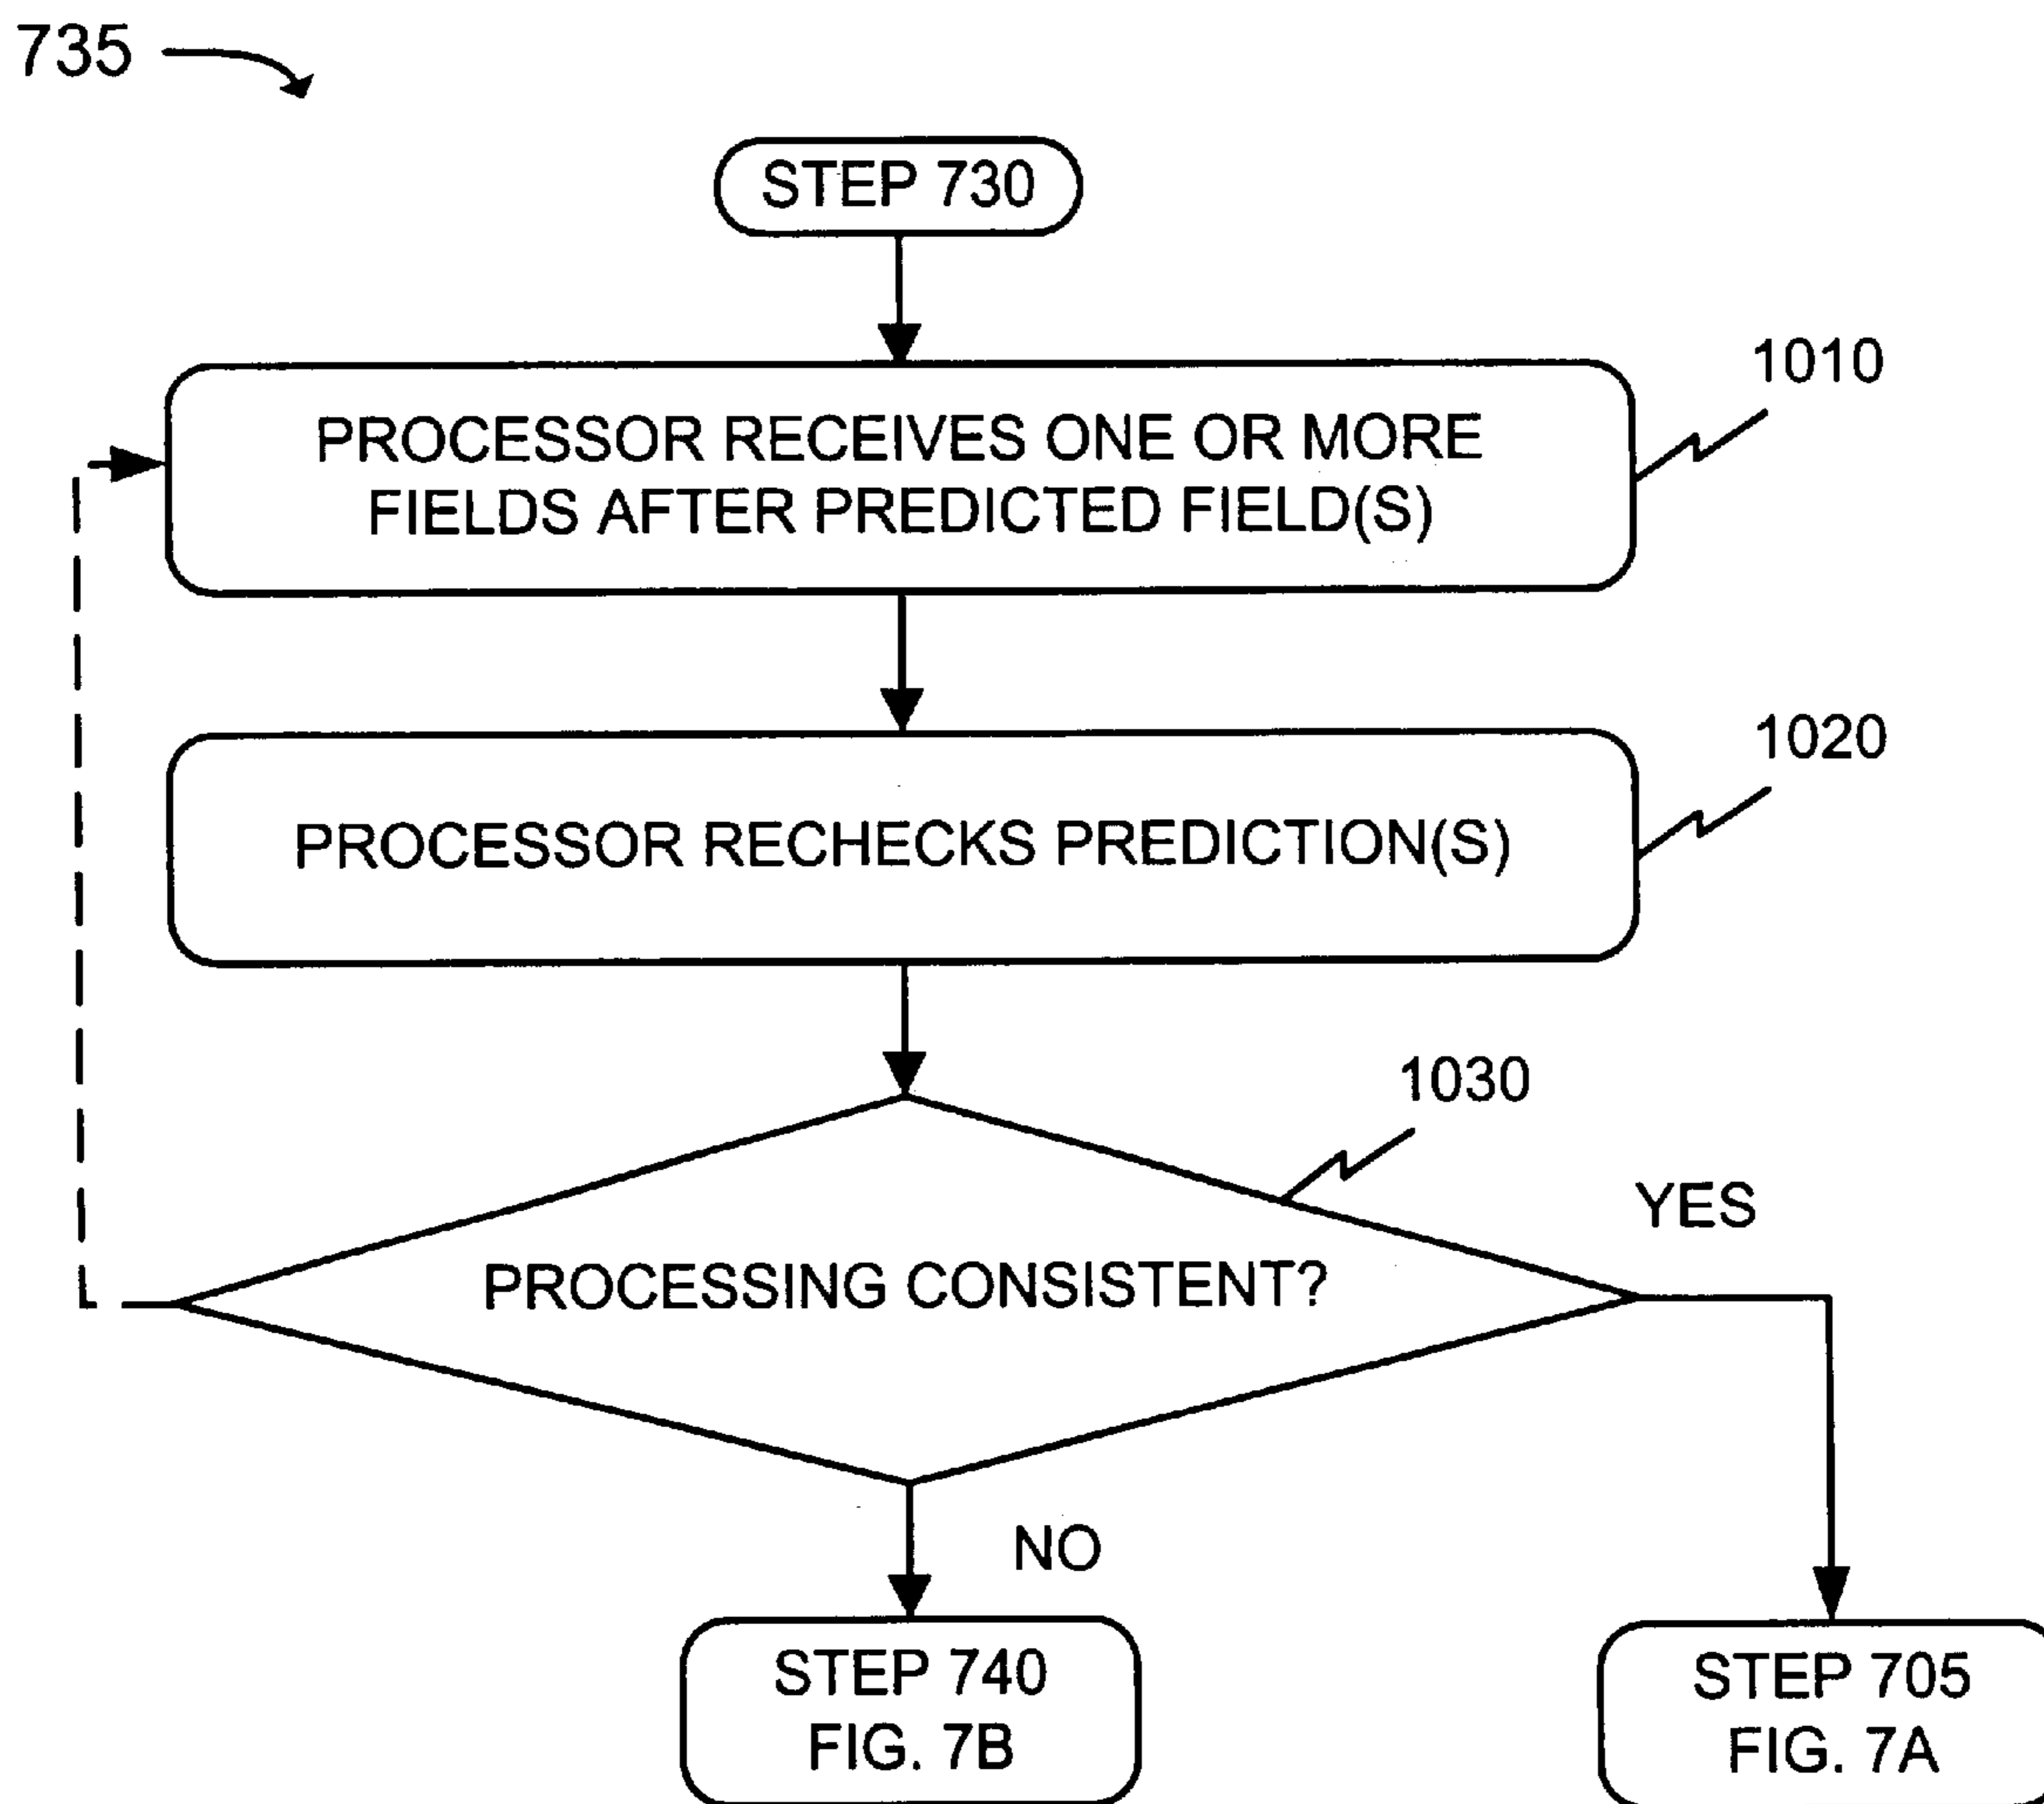 735
STEP 730
1010
PROCESSOR RECEIVES ONE OR MORE
FIELDS AFTER PREDICTED FIELD(S)
1020
PROCESSOR RECHECKS PREDICTION(S)
1030
YES
PROCESSING CONSISTENT?
NO
STEP 740
FIG. 7B
STEP 705
FIG. 7A